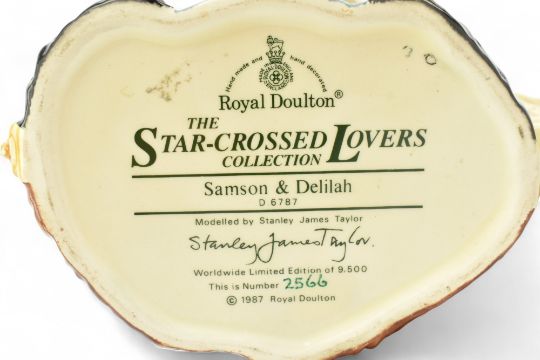 Hand made and hand decorated
Royal Doulton®
THE
STAR-CROSSED LOVERS
COLLECTION
Samson & Delilah
D 6787
Modelled by Stanley James Taylor
Stanley James Taylor.
Worldwide Limited Edition of 9,500
This is Number 2566
© 1987 Royal Doulton